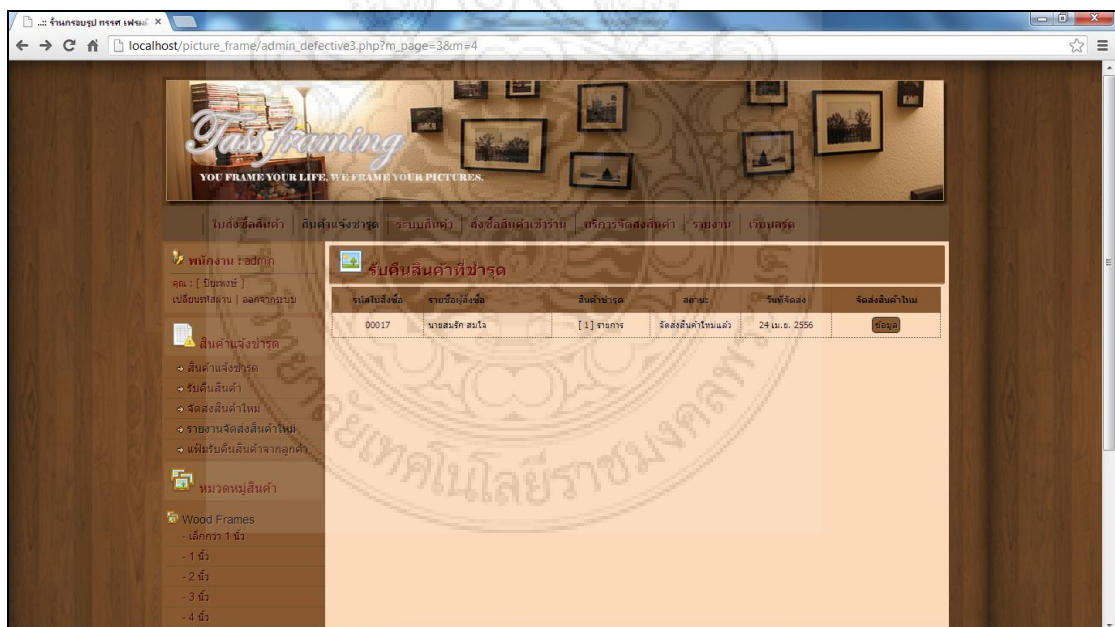 ..:: ร้านกรอบรูป ทรรศ เฟรม
localhost/picture_frame/admin_defective3.php?m_page=3&m=4
Tass framing
YOU FRAME YOUR LIFE, WE FRAME YOUR PICTURES.
ใบสั่งซื้อสินค้า | สินค้าแจ้งชำรุด | ระบบสินค้า | สั่งซื้อสินค้าเข้าร้าน | บริการจัดส่งสินค้า | รายงาน | เว็บบอร์ด
พนักงาน : admin
คุณ : [ ปิยะพงษ์ ]
เปลี่ยนรหัสผ่าน | ออกจากระบบ
สินค้าแจ้งชำรุด
สินค้าแจ้งชำรุด
รับคืนสินค้า
จัดส่งสินค้าใหม่
รายงานจัดส่งสินค้าใหม่
แฟ้มรับคืนสินค้าจากลูกค้า
หมวดหมู่สินค้า
Wood Frames
- เล็กกว่า 1 นิ้ว
- 1 นิ้ว
- 2 นิ้ว
- 3 นิ้ว
- 4 นิ้ว
รับคืนสินค้าที่ชำรุด
รหัสใบสั่งซื้อ รายชื่อผู้สั่งซื้อ สินค้าชำรุด สถานะ วันที่จัดส่ง จัดส่งสินค้าใหม่
00017 นายสมรัก สมใจ [ 1 ] รายการ จัดส่งสินค้าใหม่แล้ว 24 เม.ย. 2556 ข้อมูล